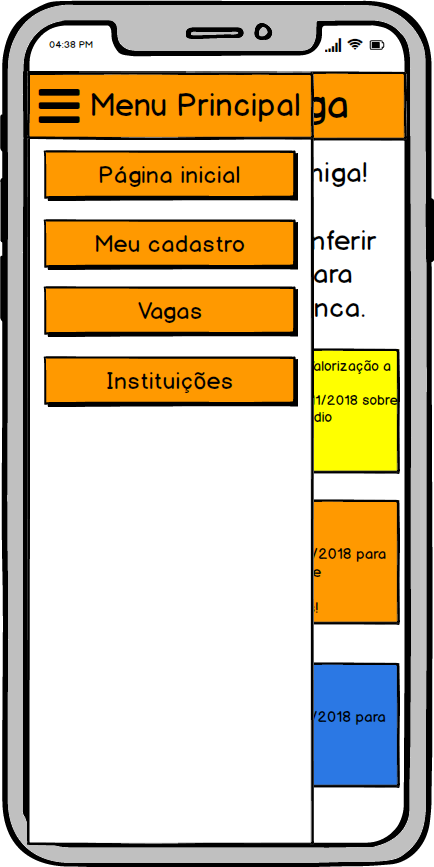 04:38 PM
Menu Principal
ga
Página inicial
niga!
Meu cadastro
nferir
ara
Vagas
nca.
Instituições
alorização a
11/2018 sobre
dio
/2018 para
e
!
/2018 para